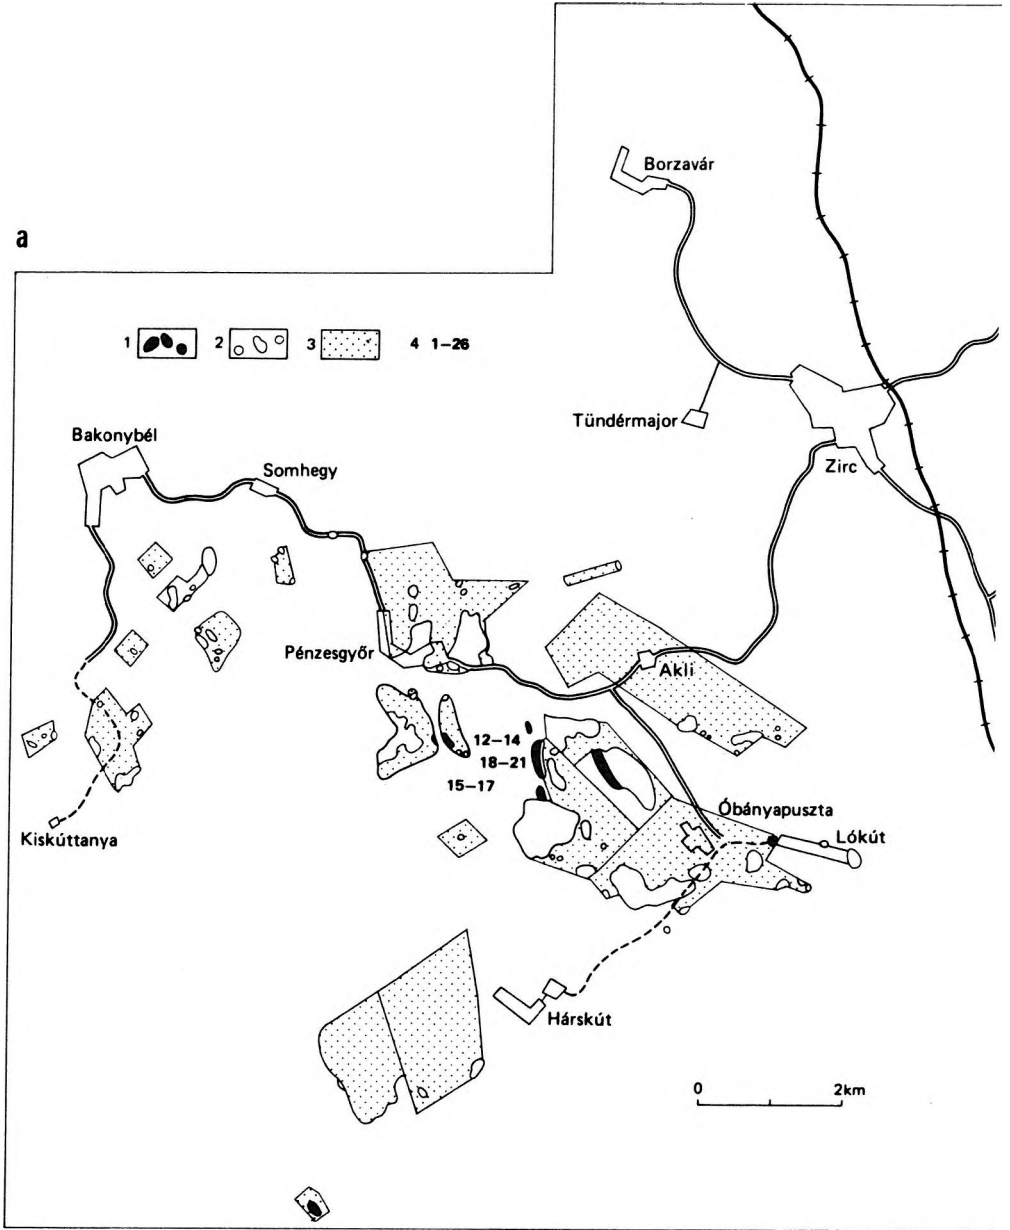 Borzavár
a
1 2 3 4 1–26
Tündérmajor
Bakonybél
Zirc
Somhegy
Pénzesgyőr
Akli
12–14
18–21
15–17
Óbányapuszta
Lókút
Kiskúttanya
Hárskút
0 2km